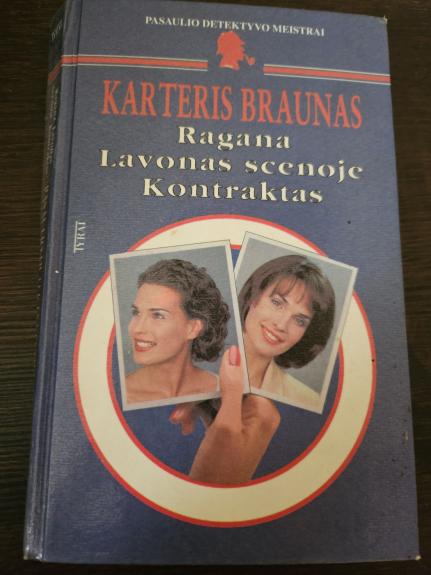 PASAULIO DETEKTYVO MEISTRAI
KARTERIS BRAUNAS
Ragana
Lavonas scenoje
Kontraktas
TYRAI